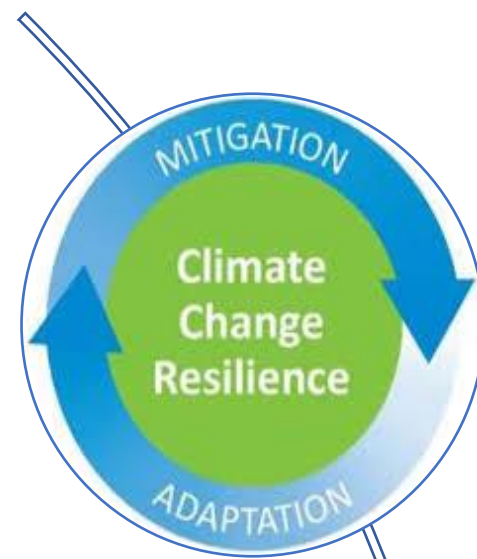 MITIGATION
Climate
Change
Resilience
ADAPTATION